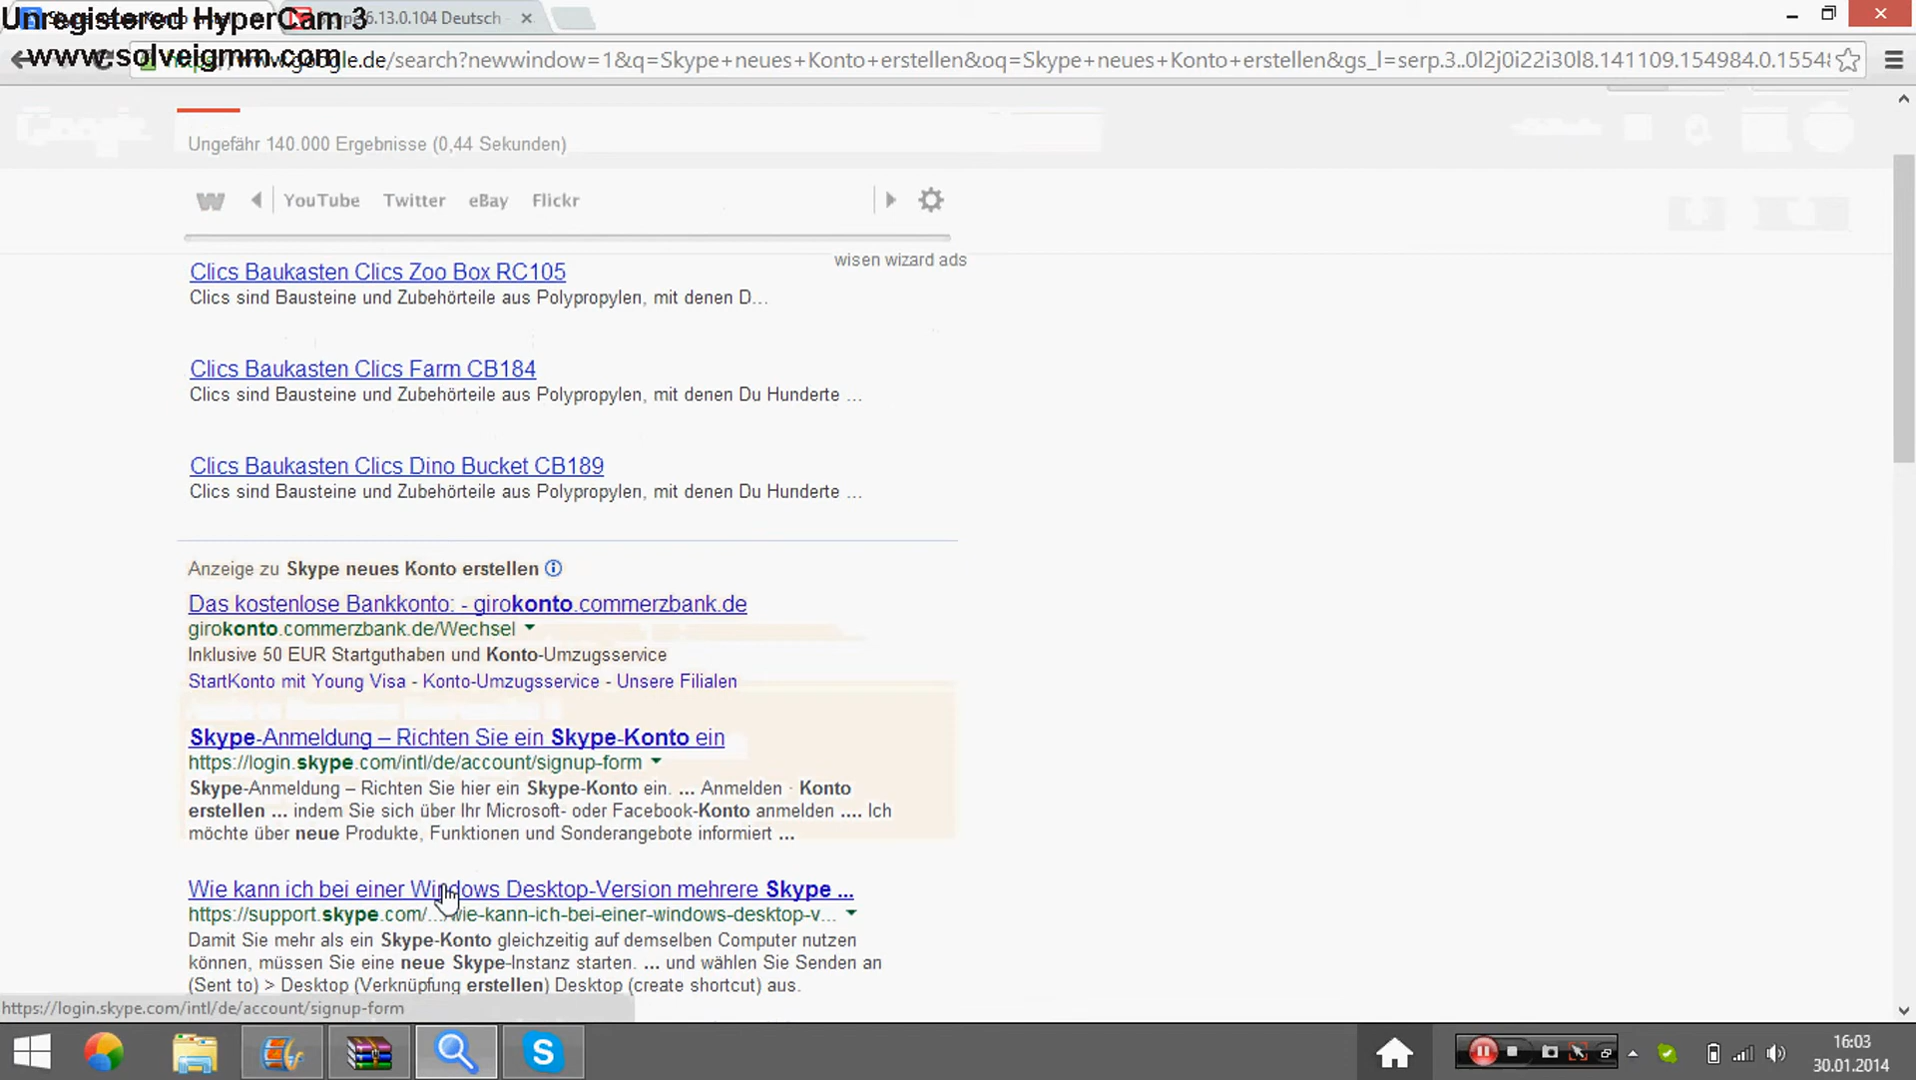 Unregistered HyperCam 3
www.solveigmm.com
Skype 6.13.0.104 Deutsch
www.google.de/search?newwindow=1&q=Skype+neues+Konto+erstellen&oq=Skype+neues+Konto+erstellen&gs_l=serp.3..0l2j0i22i30l8.141109.154984.0.1554
Ungefähr 140.000 Ergebnisse (0,44 Sekunden)
W YouTube Twitter eBay Flickr
wisen wizard ads
Clics Baukasten Clics Zoo Box RC105
Clics sind Bausteine und Zubehörteile aus Polypropylen, mit denen D...
Clics Baukasten Clics Farm CB184
Clics sind Bausteine und Zubehörteile aus Polypropylen, mit denen Du Hunderte ...
Clics Baukasten Clics Dino Bucket CB189
Clics sind Bausteine und Zubehörteile aus Polypropylen, mit denen Du Hunderte ...
Anzeige zu Skype neues Konto erstellen
Das kostenlose Bankkonto: - girokonto.commerzbank.de
girokonto.commerzbank.de/Wechsel
Inklusive 50 EUR Startguthaben und Konto-Umzugsservice
StartKonto mit Young Visa - Konto-Umzugsservice - Unsere Filialen
Skype-Anmeldung – Richten Sie ein Skype-Konto ein
https://login.skype.com/intl/de/account/signup-form
Skype-Anmeldung – Richten Sie hier ein Skype-Konto ein. ... Anmelden · Konto
erstellen ... indem Sie sich über Ihr Microsoft- oder Facebook-Konto anmelden .... Ich
möchte über neue Produkte, Funktionen und Sonderangebote informiert ...
Wie kann ich bei einer Windows Desktop-Version mehrere Skype ...
https://support.skype.com/.../wie-kann-ich-bei-einer-windows-desktop-v...
Damit Sie mehr als ein Skype-Konto gleichzeitig auf demselben Computer nutzen
können, müssen Sie eine neue Skype-Instanz starten. ... und wählen Sie Senden an
(Sent to) > Desktop (Verknüpfung erstellen) Desktop (create shortcut) aus.
https://login.skype.com/intl/de/account/signup-form
16:03
30.01.2014